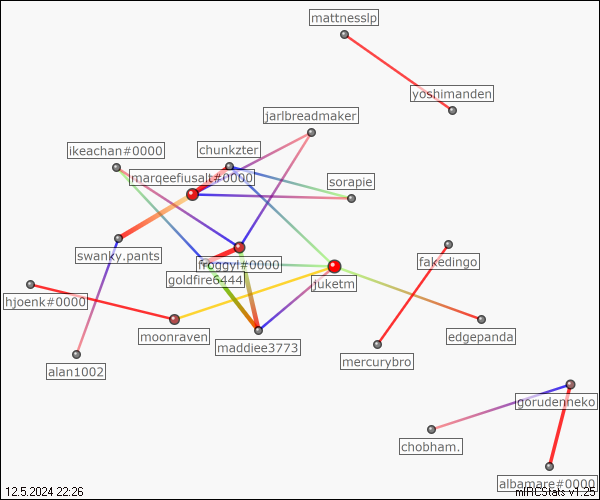 mattnesslp
yoshimanden
jarlbreadmaker
ikeachan#0000
chunkzter
marqeefiusalt#0000
sorapie
swanky.pants
froggyl#0000
fakedingo
goldfire6444
juketm
hjoenk#0000
moonraven
edgepanda
maddiee3773
mercurybro
alan1002
gorudenneko
chobham.
albamare#0000
12.5.2024 22:26
mIRCStats v1.25